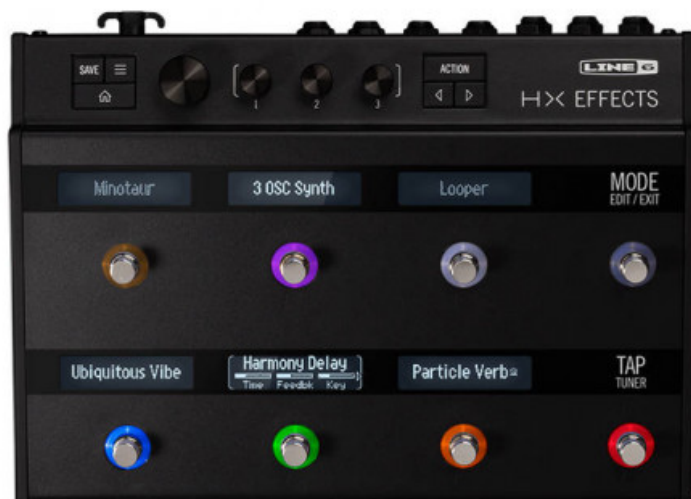 SAVE
ACTION
LINE 6
1 2 3
HX EFFECTS
Minotaur
3 OSC Synth
Looper
MODE
EDIT / EXIT
Ubiquitous Vibe
Harmony Delay
Time Feedbk Key
Particle Verb
TAP
TUNER